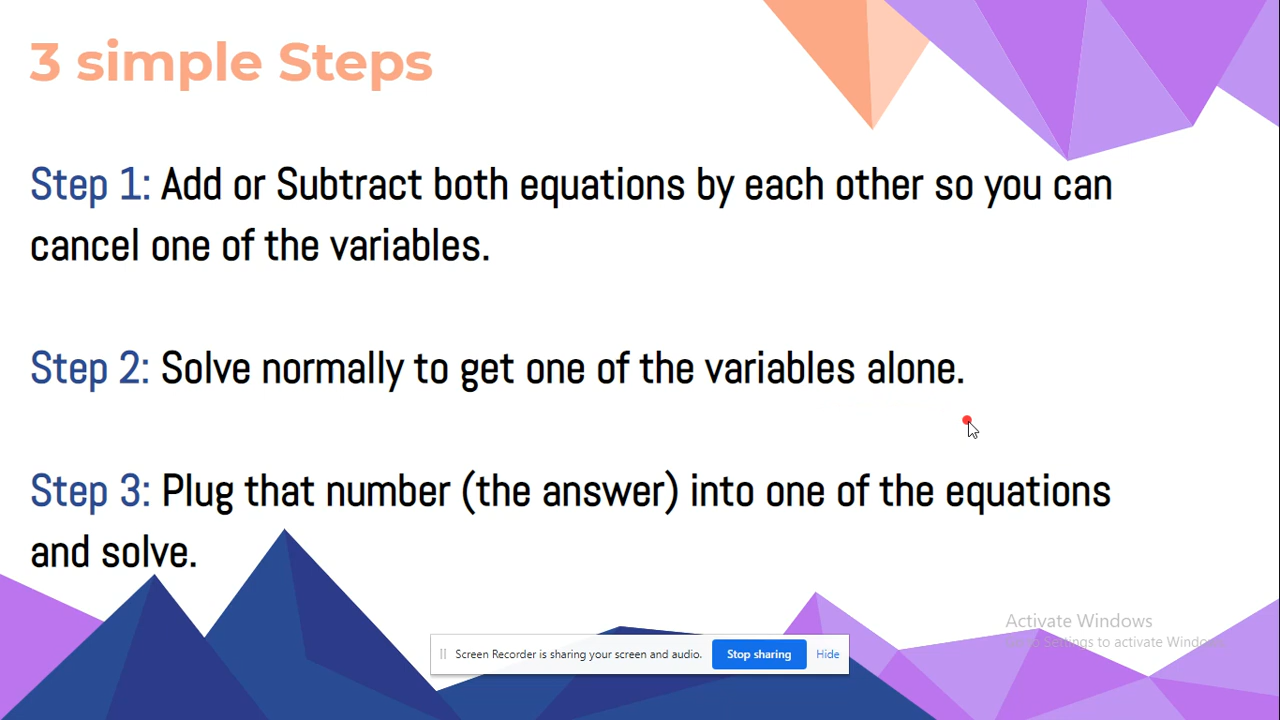 3 simple Steps
Step 1: Add or Subtract both equations by each other so you can
cancel one of the variables.
Step 2: Solve normally to get one of the variables alone.
Step 3: Plug that number (the answer) into one of the equations
and solve.
Activate Windows
to activate Windows
Screen Recorder is sharing your screen and audio.
Stop sharing
Hide